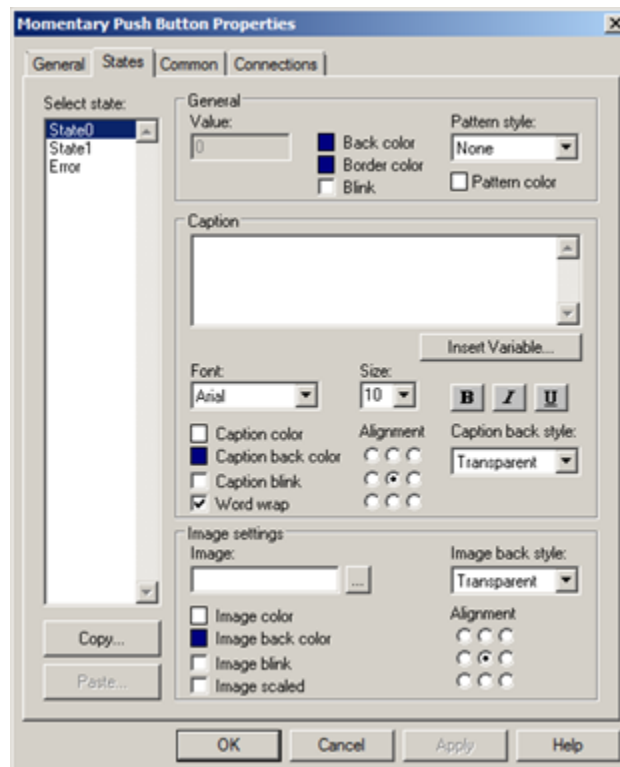 Momentary Push Button Properties
General States Common Connections
Select state:
State0
State1
Error
Copy...
Paste...
General
Value:
0
Back color
Border color
Blink
Pattern style:
None
Pattern color
Caption
Insert Variable...
Font:
Arial
Size:
10
B I U
Caption color
Caption back color
Caption blink
Word wrap
Alignment
Caption back style:
Transparent
Image settings
Image:
...
Image back style:
Transparent
Image color
Image back color
Image blink
Image scaled
Alignment
OK Cancel Apply Help